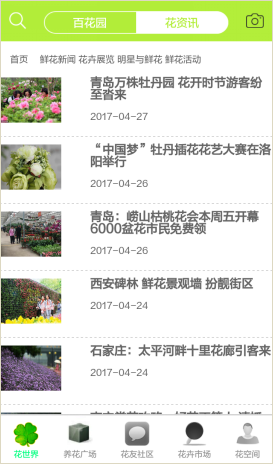 百花园 花资讯
首页 鲜花新闻 花卉展览 明星与鲜花 鲜花活动
青岛万株牡丹园 花开时节游客纷
至沓来
2017-04-27
“中国梦”牡丹插花花艺大赛在洛
阳举行
2017-04-26
青岛：崂山枯桃花会本周五开幕
6000盆花市民免费领
2017-04-26
西安碑林 鲜花景观墙 扮靓街区
2017-04-24
石家庄：太平河畔十里花廊引客来
2017-04-24
花世界 养花广场 花友社区 花卉市场 花空间